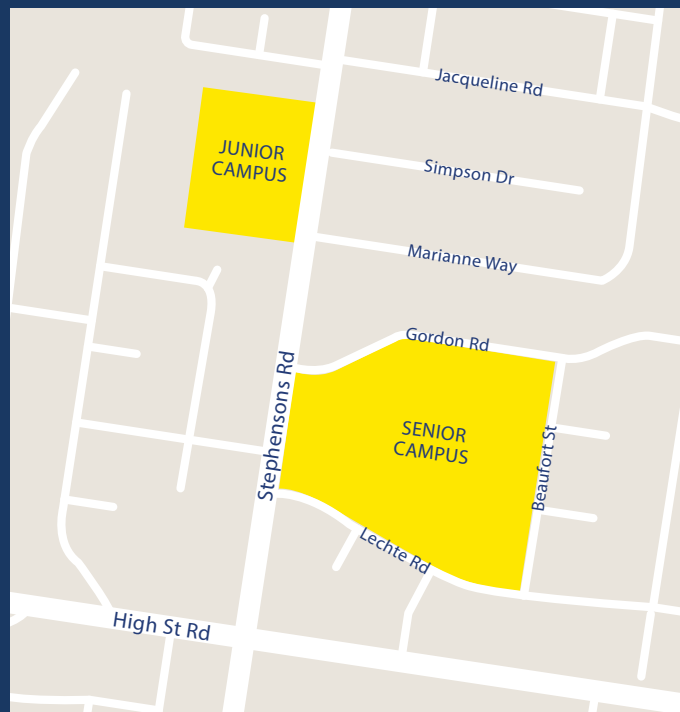 Jacqueline Rd
JUNIOR
CAMPUS
Simpson Dr
Marianne Way
Gordon Rd
Stephensons Rd
SENIOR
CAMPUS
Beaufort St
Lechte Rd
High St Rd